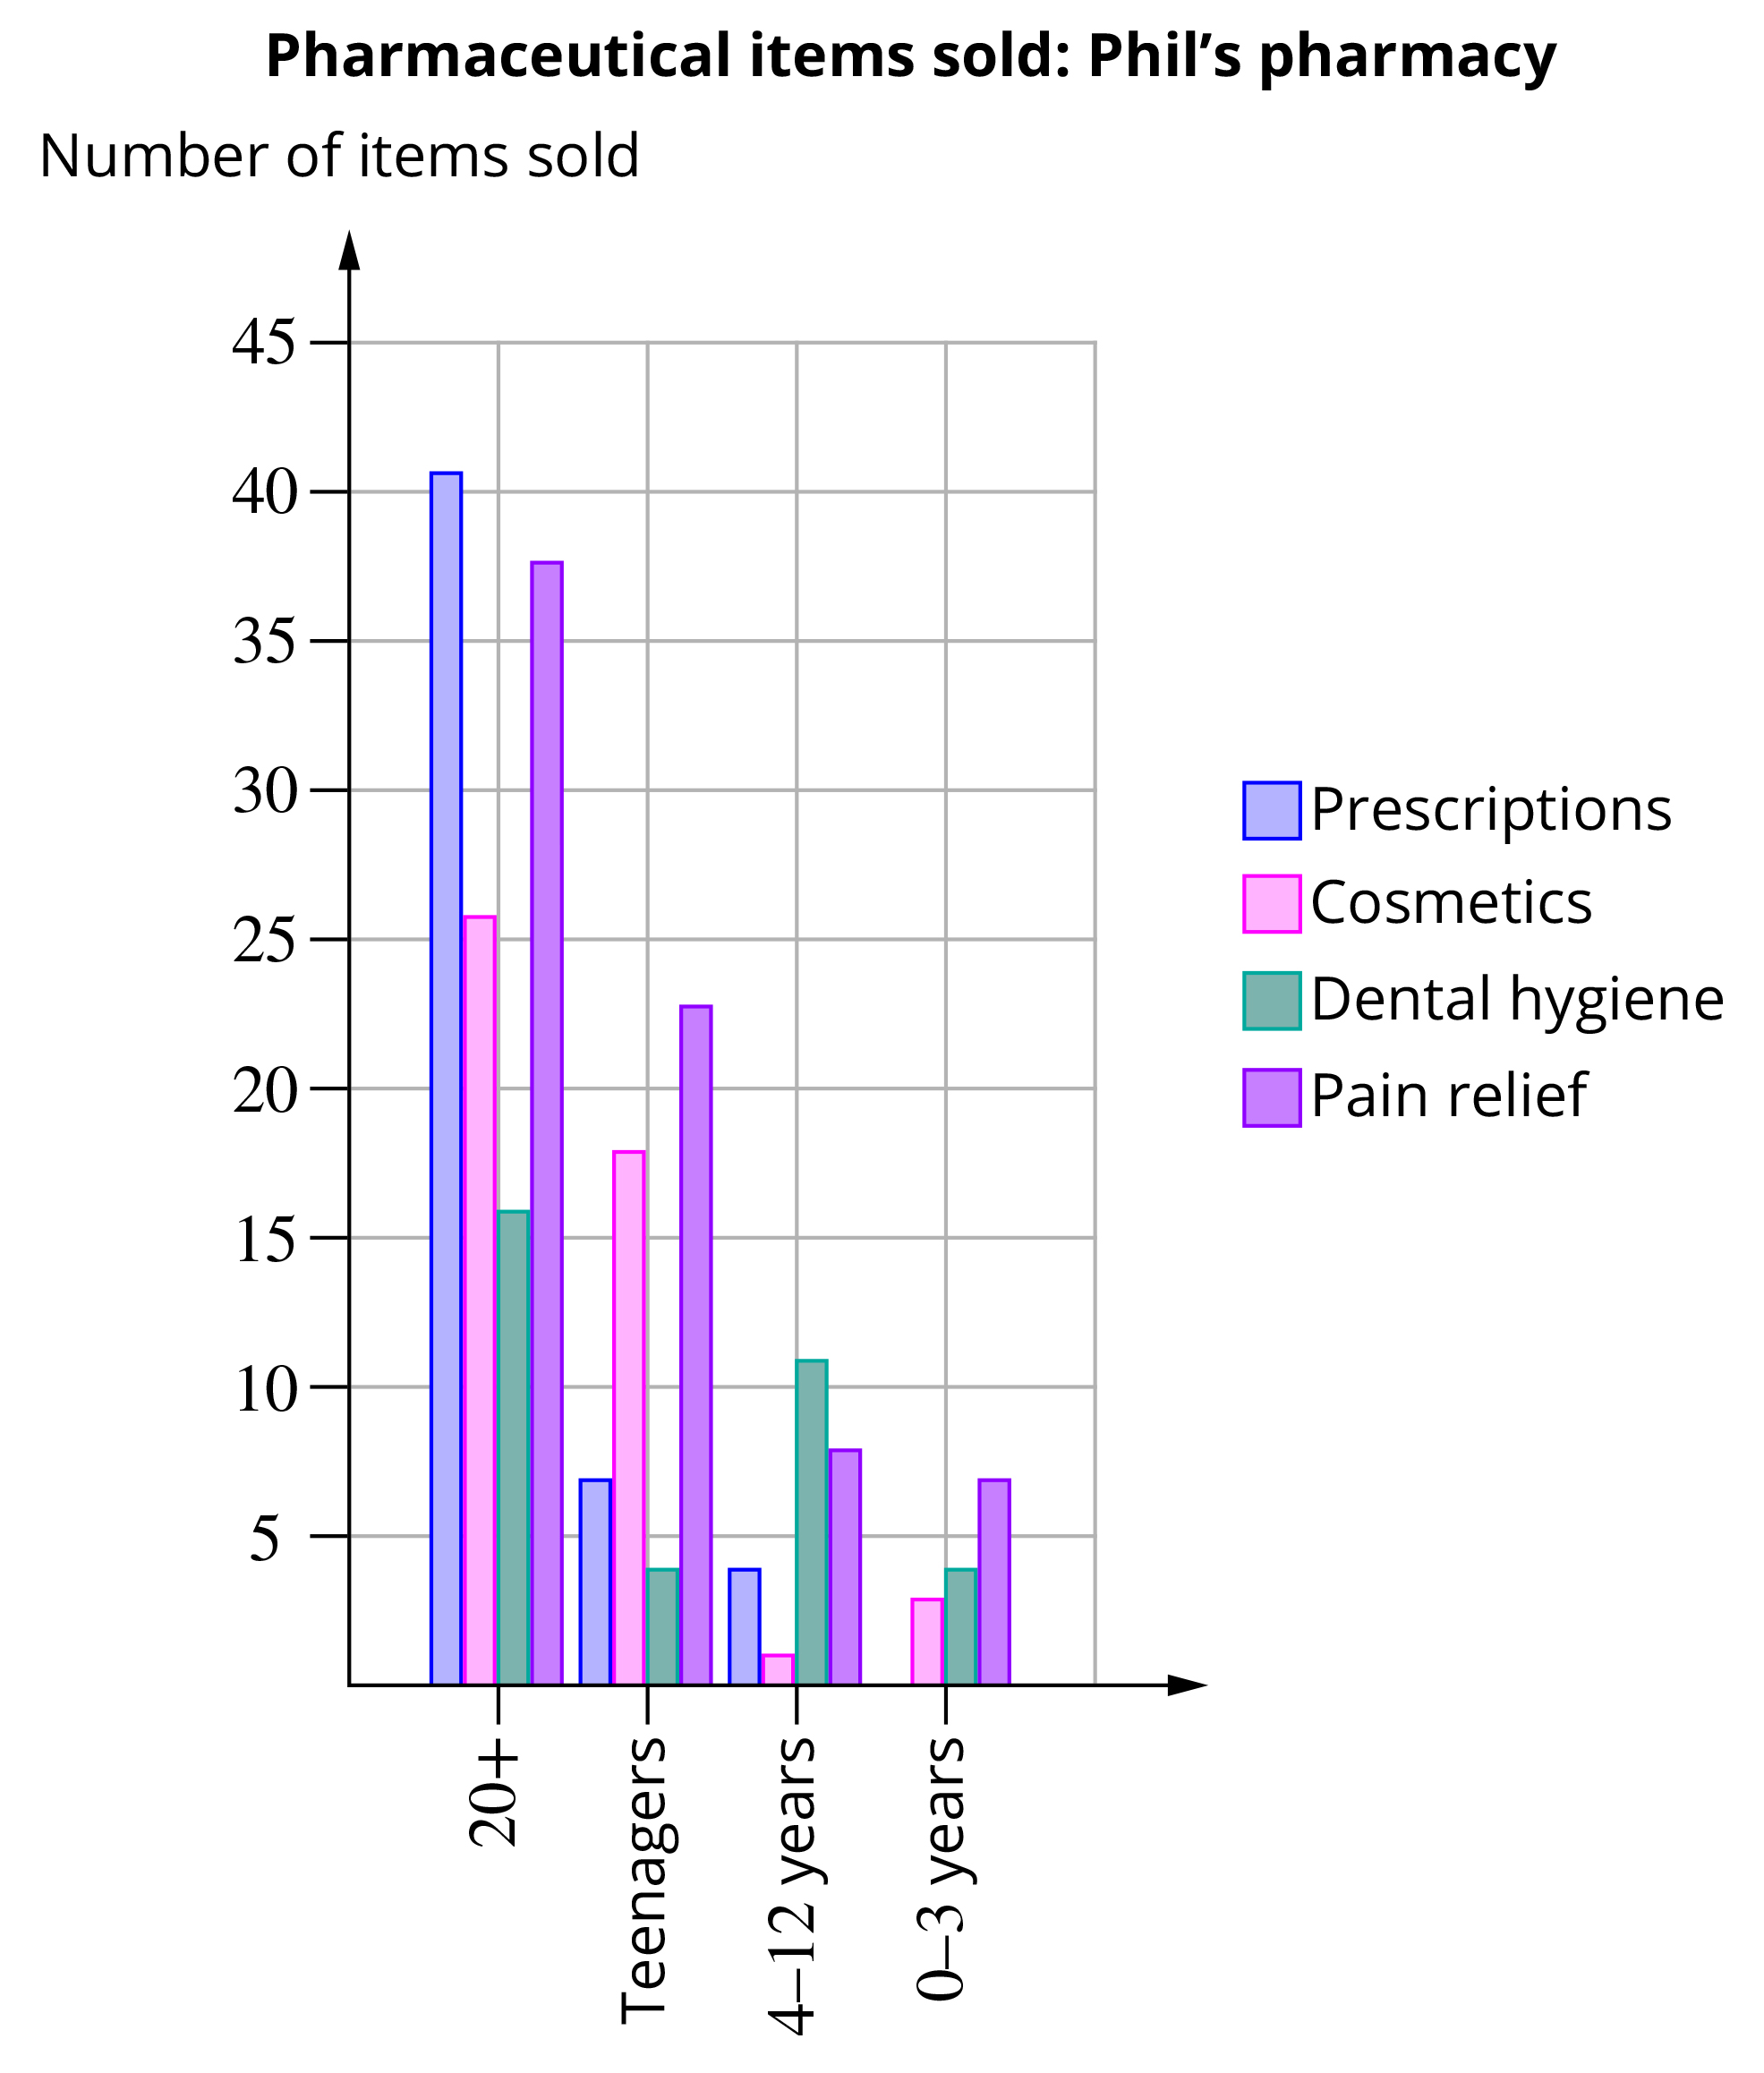 Pharmaceutical items sold: Phil’s pharmacy
Number of items sold
45
40
35
30
25
20
15
10
5
Prescriptions
Cosmetics
Dental hygiene
Pain relief
20+
Teenagers
4–12 years
0–3 years